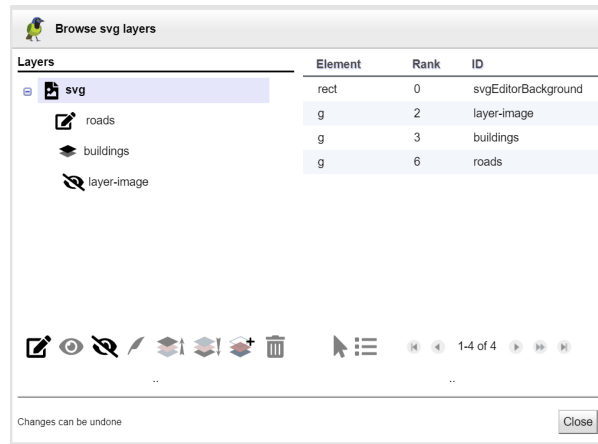 Browse svg layers
Layers
svg
roads
buildings
layer-image
Element Rank ID
rect 0 svgEditorBackground
g 2 layer-image
g 3 buildings
g 6 roads
1-4 of 4
.. ..
Changes can be undone
Close